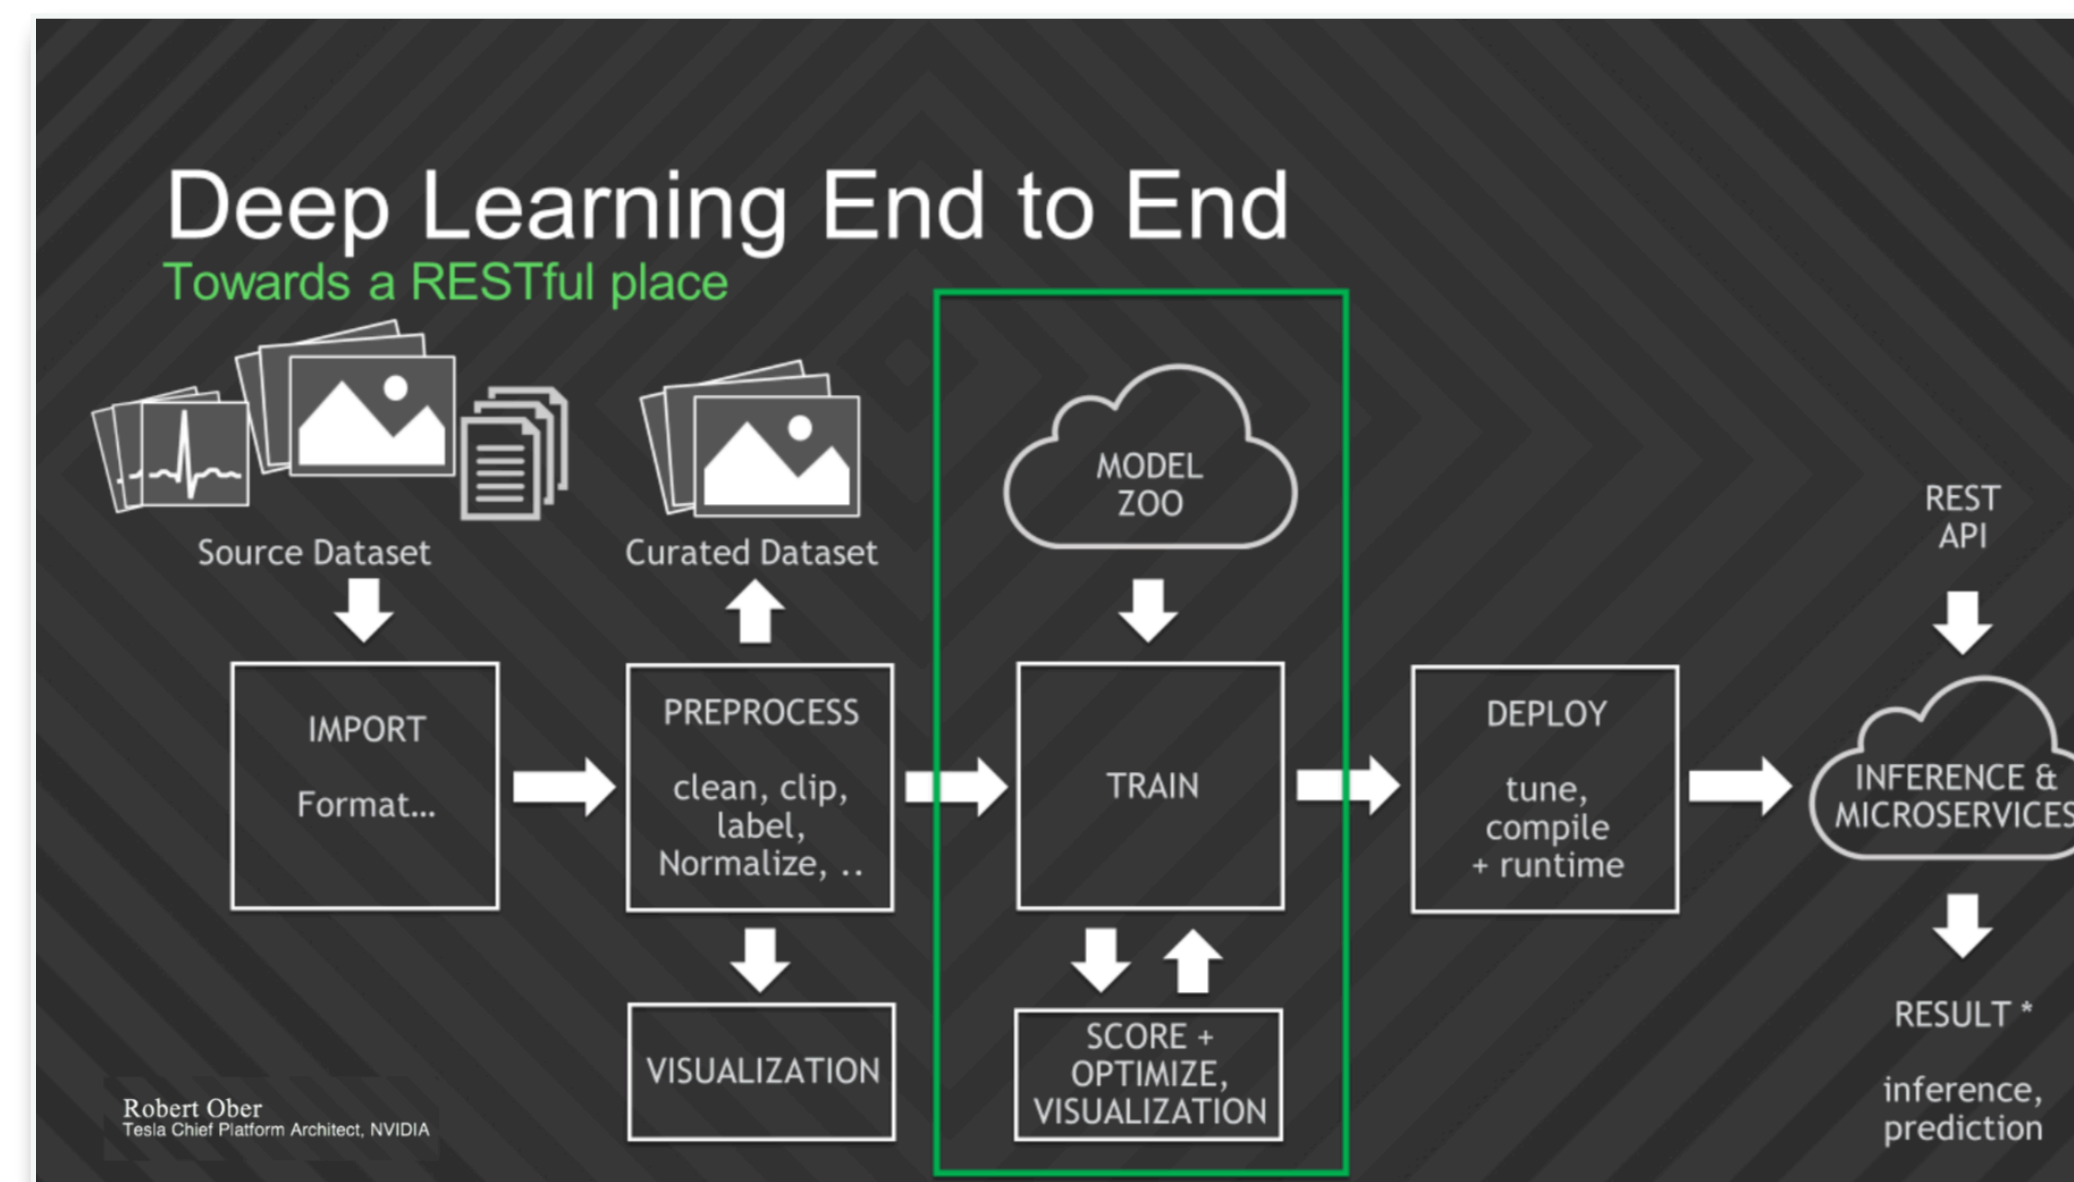 Deep Learning End to End
Towards a RESTful place
Source Dataset
Curated Dataset
MODEL
ZOO
REST
API
IMPORT
Format...
PREPROCESS
clean, clip,
label,
Normalize, ..
TRAIN
DEPLOY
tune,
compile
+ runtime
INFERENCE &
MICROSERVICES
VISUALIZATION
SCORE +
OPTIMIZE,
VISUALIZATION
RESULT *
inference,
prediction
Robert Ober
Tesla Chief Platform Architect, NVIDIA